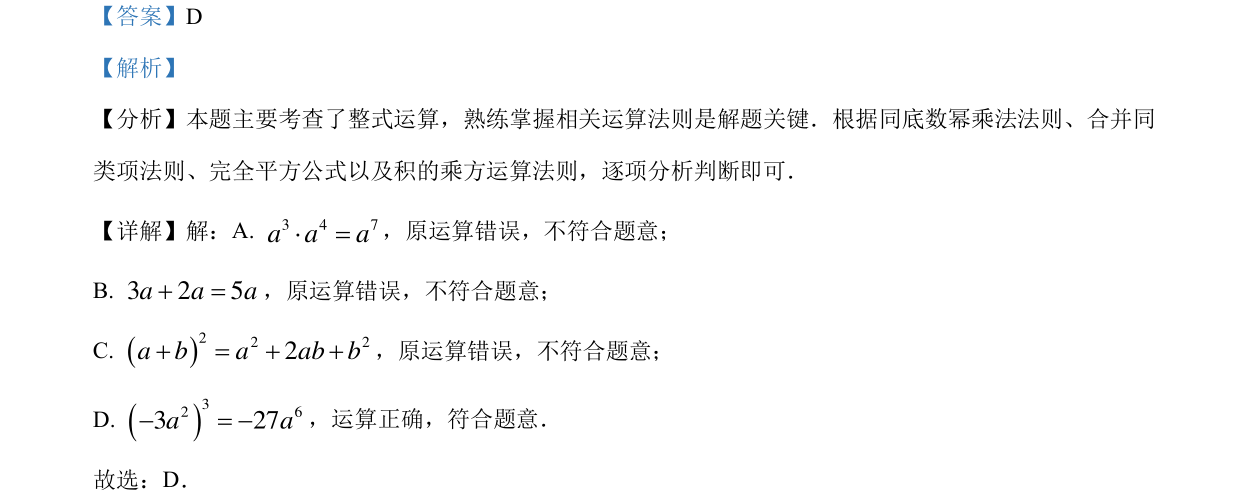 【答案】D
【解析】
【分析】本题主要考查了整式运算，熟练掌握相关运算法则是解题关键．根据同底数幂乘法法则、合并同
类项法则、完全平方公式以及积的乘方运算法则，逐项分析判断即可．
【详解】解：A. a³·a⁴=a⁷，原运算错误，不符合题意；
B. 3a+2a=5a，原运算错误，不符合题意；
C. (a+b)²=a²+2ab+b²，原运算错误，不符合题意；
D. (−3a²)³=−27a⁶，运算正确，符合题意．
故选：D．